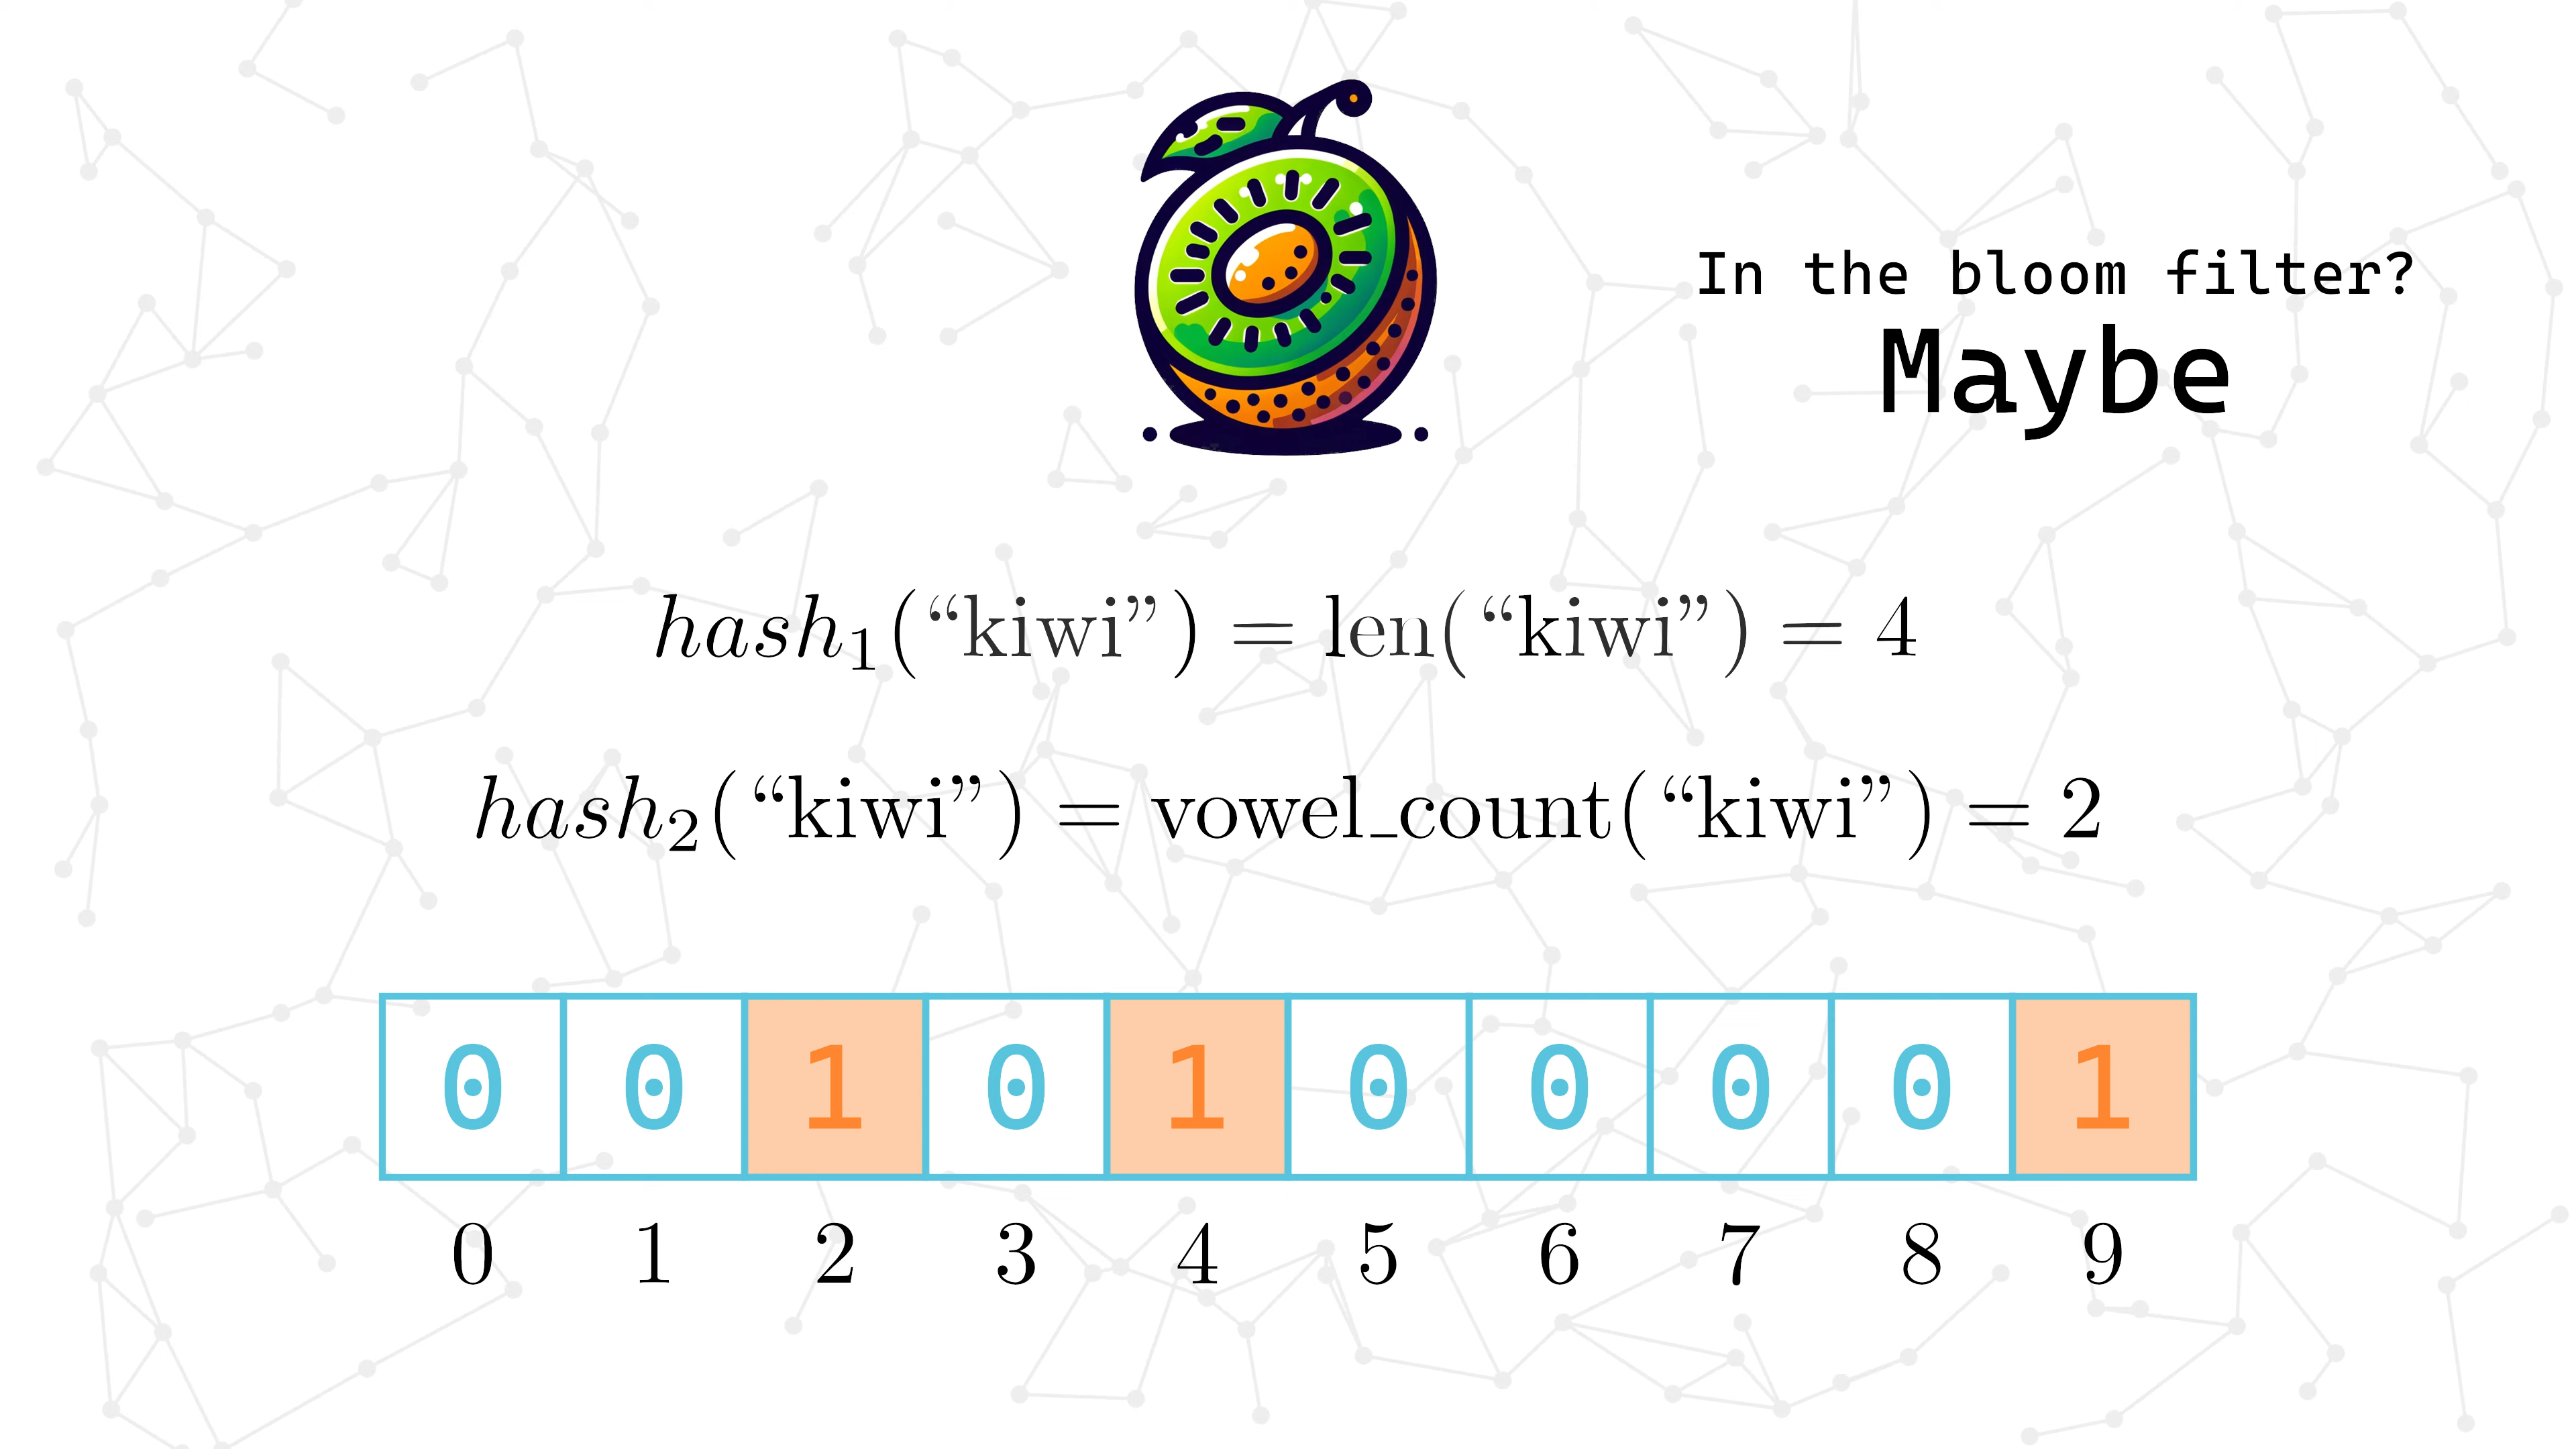 In the bloom filter?
Maybe
hash₁(“kiwi”) = len(“kiwi”) = 4
hash₂(“kiwi”) = vowel_count(“kiwi”) = 2
0 0 1 0 1 0 0 0 0 1
0 1 2 3 4 5 6 7 8 9